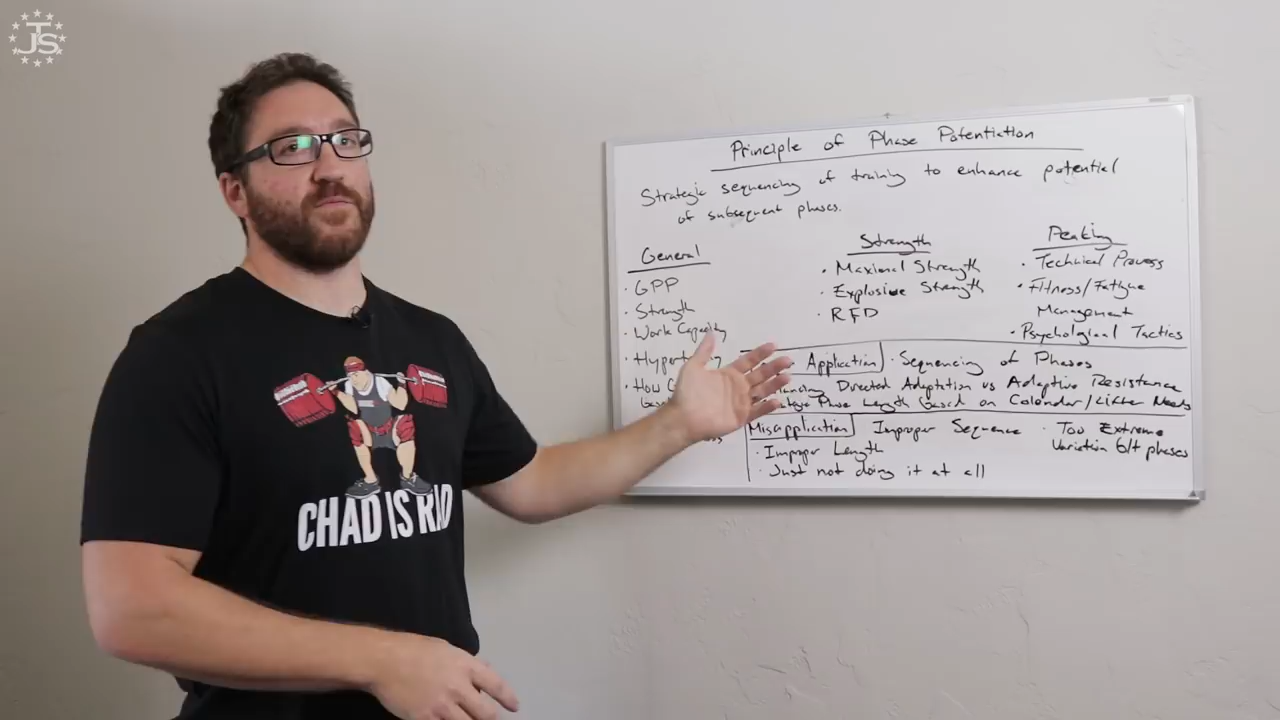 JTS
Principle of Phase Potentiation
Strategic sequencing of training to enhance potential
of subsequent phases.
General
· GPP
· Strength
· Work Capacity
Strength
· Maximal Strength
· Explosive Strength
· RFD
Peaking
· Technical Prowess
· Fitness/Fatigue
Management
· Psychological Tactics
Application · Sequencing of Phases
Directed Adaptation vs Adaptive Resistance
Phase Length based on Calendar/Lifter Needs
Misapplication Improper Sequence
· Improper Length
· Just not doing it at all
· Too Extreme
Variation b/t phases
CHAD IS RAD